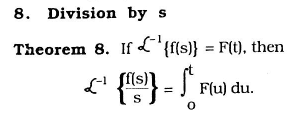 8. Division by s
Theorem 8. If ℒ⁻¹{f(s)} = F(t), then
ℒ⁻¹ {f(s)/s} = ∫₀ᵗ F(u) du.